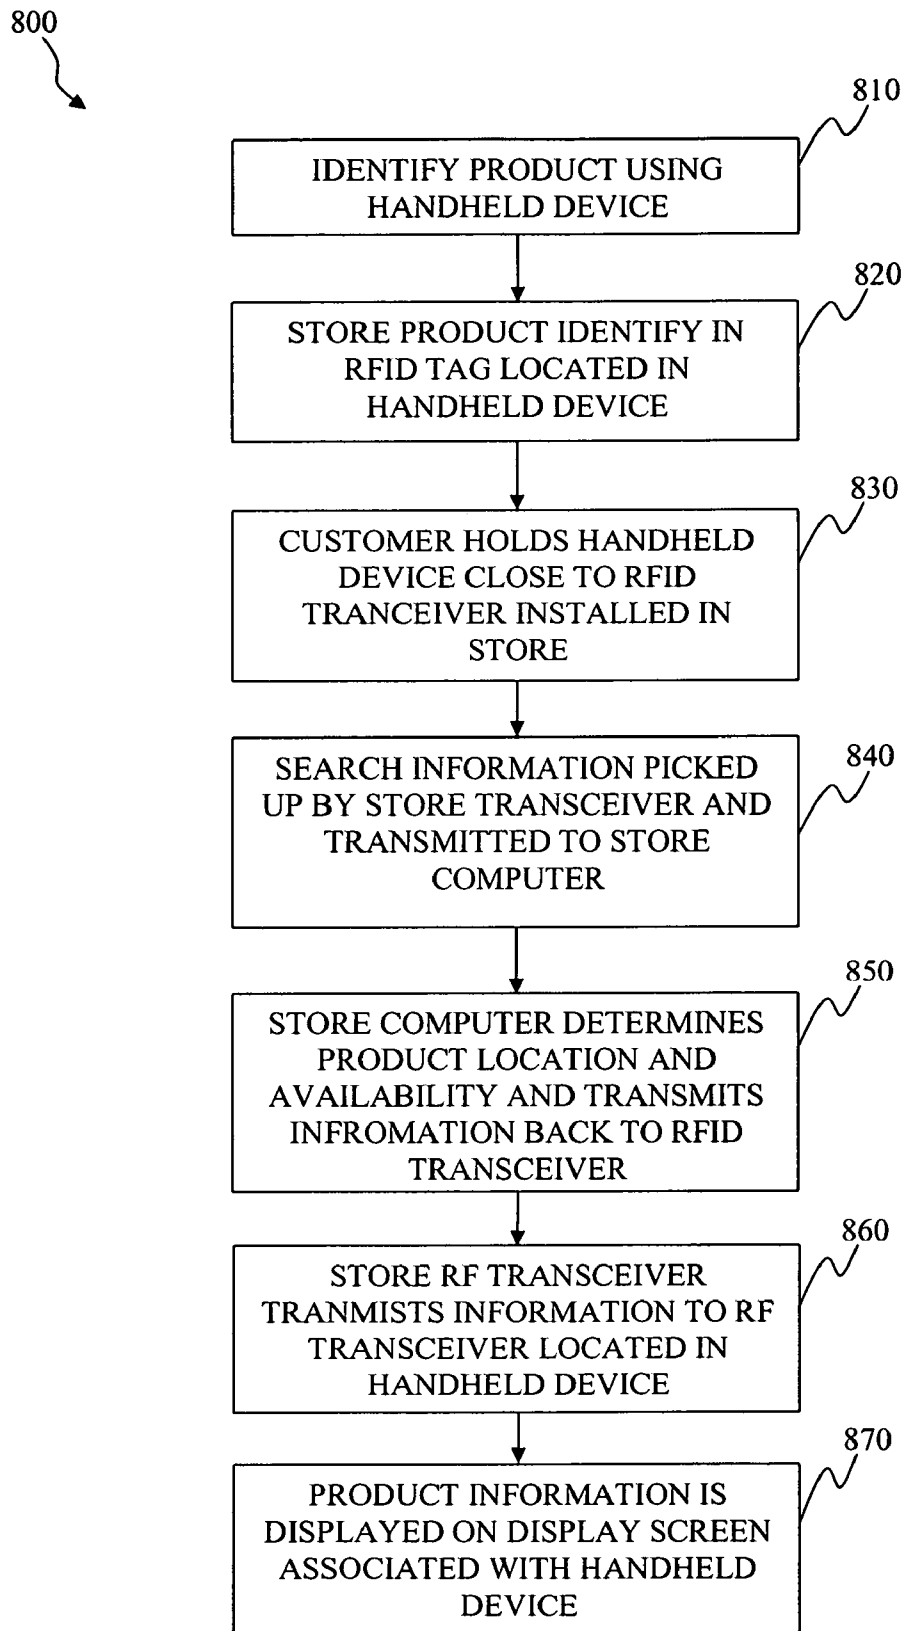 800
810
IDENTIFY PRODUCT USING
HANDHELD DEVICE
820
STORE PRODUCT IDENTIFY IN
RFID TAG LOCATED IN
HANDHELD DEVICE
830
CUSTOMER HOLDS HANDHELD
DEVICE CLOSE TO RFID
TRANCEIVER INSTALLED IN
STORE
840
SEARCH INFORMATION PICKED
UP BY STORE TRANSCEIVER AND
TRANSMITTED TO STORE
COMPUTER
850
STORE COMPUTER DETERMINES
PRODUCT LOCATION AND
AVAILABILITY AND TRANSMITS
INFROMATION BACK TO RFID
TRANSCEIVER
860
STORE RF TRANSCEIVER
TRANMISTS INFORMATION TO RF
TRANSCEIVER LOCATED IN
HANDHELD DEVICE
870
PRODUCT INFORMATION IS
DISPLAYED ON DISPLAY SCREEN
ASSOCIATED WITH HANDHELD
DEVICE